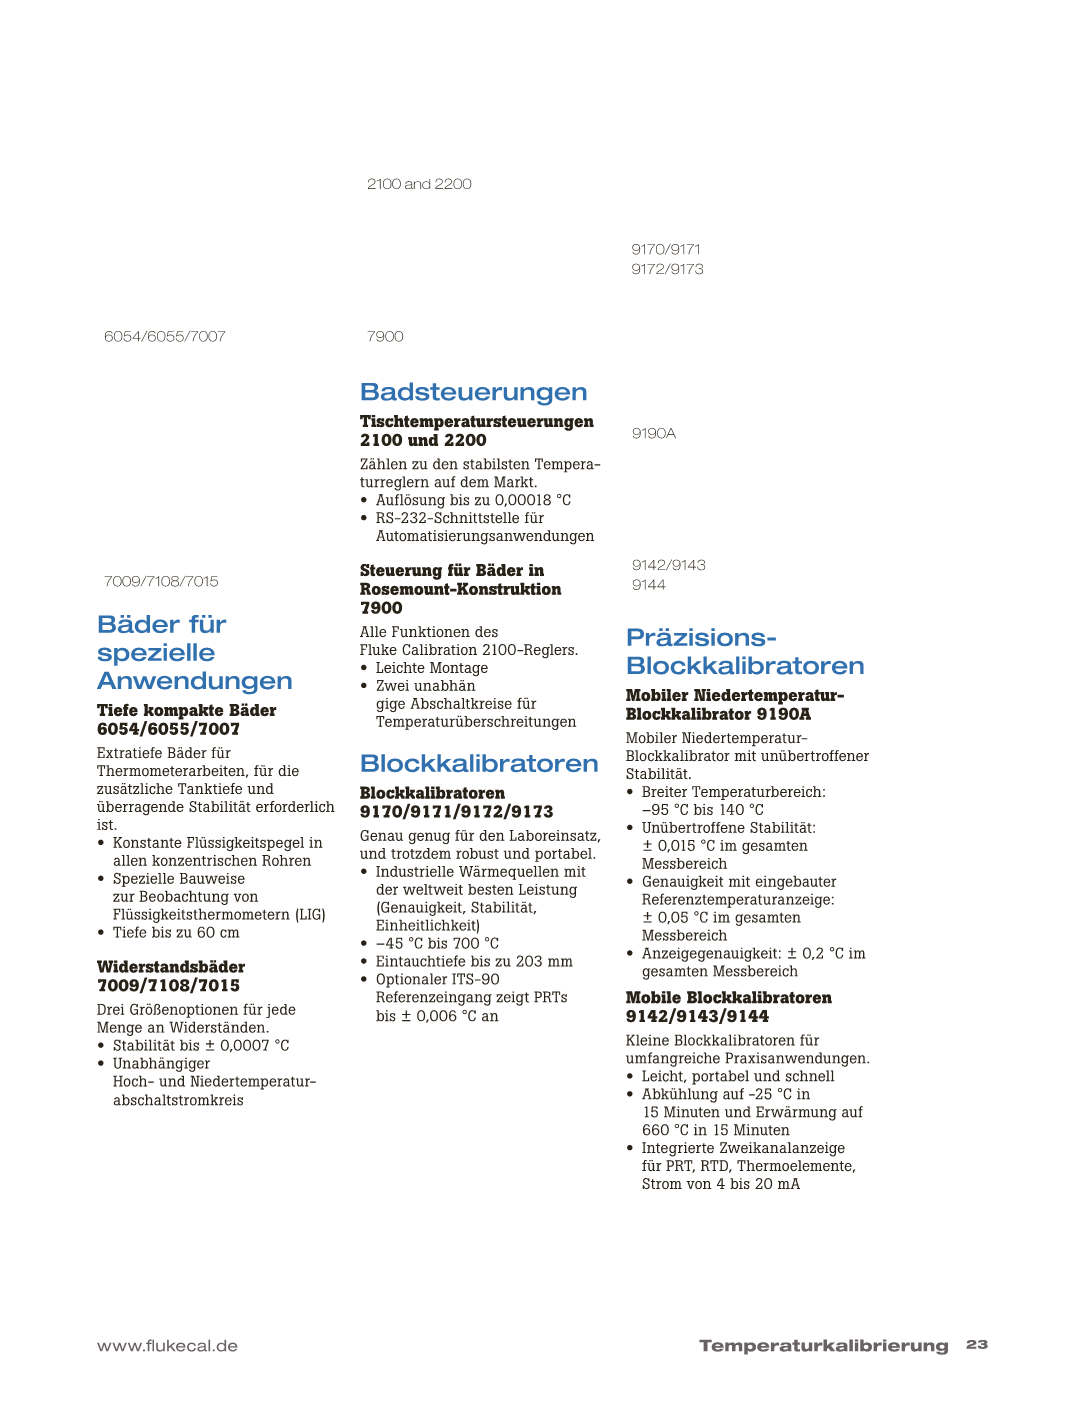 6054/6055/7007
7009/7108/7015
Bäder für
spezielle
Anwendungen
Tiefe kompakte Bäder
6054/6055/7007
Extratiefe Bäder für
Thermometerarbeiten, für die
zusätzliche Tanktiefe und
überragende Stabilität erforderlich
ist.
• Konstante Flüssigkeitspegel in
allen konzentrischen Rohren
• Spezielle Bauweise
zur Beobachtung von
Flüssigkeitsthermometern (LIG)
• Tiefe bis zu 60 cm
Widerstandsbäder
7009/7108/7015
Drei Größenoptionen für jede
Menge an Widerständen.
• Stabilität bis ± 0,0007 °C
• Unabhängiger
Hoch- und Niedertemperatur-
abschaltstromkreis
2100 and 2200
7900
Badsteuerungen
Tischtemperatursteuerungen
2100 und 2200
Zählen zu den stabilsten Tempera-
turreglern auf dem Markt.
• Auflösung bis zu 0,00018 °C
• RS-232-Schnittstelle für
Automatisierungsanwendungen
Steuerung für Bäder in
Rosemount-Konstruktion
7900
Alle Funktionen des
Fluke Calibration 2100-Reglers.
• Leichte Montage
• Zwei unabhän
gige Abschaltkreise für
Temperaturüberschreitungen
Blockkalibratoren
Blockkalibratoren
9170/9171/9172/9173
Genau genug für den Laboreinsatz,
und trotzdem robust und portabel.
• Industrielle Wärmequellen mit
der weltweit besten Leistung
(Genauigkeit, Stabilität,
Einheitlichkeit)
• –45 °C bis 700 °C
• Eintauchtiefe bis zu 203 mm
• Optionaler ITS-90
Referenzeingang zeigt PRTs
bis ± 0,006 °C an
9170/9171
9172/9173
9190A
9142/9143
9144
Präzisions-
Blockkalibratoren
Mobiler Niedertemperatur-
Blockkalibrator 9190A
Mobiler Niedertemperatur-
Blockkalibrator mit unübertroffener
Stabilität.
• Breiter Temperaturbereich:
–95 °C bis 140 °C
• Unübertroffene Stabilität:
± 0,015 °C im gesamten
Messbereich
• Genauigkeit mit eingebauter
Referenztemperaturanzeige:
± 0,05 °C im gesamten
Messbereich
• Anzeigegenauigkeit: ± 0,2 °C im
gesamten Messbereich
Mobile Blockkalibratoren
9142/9143/9144
Kleine Blockkalibratoren für
umfangreiche Praxisanwendungen.
• Leicht, portabel und schnell
• Abkühlung auf -25 °C in
15 Minuten und Erwärmung auf
660 °C in 15 Minuten
• Integrierte Zweikanalanzeige
für PRT, RTD, Thermoelemente,
Strom von 4 bis 20 mA
www.flukecal.de
Temperaturkalibrierung 23